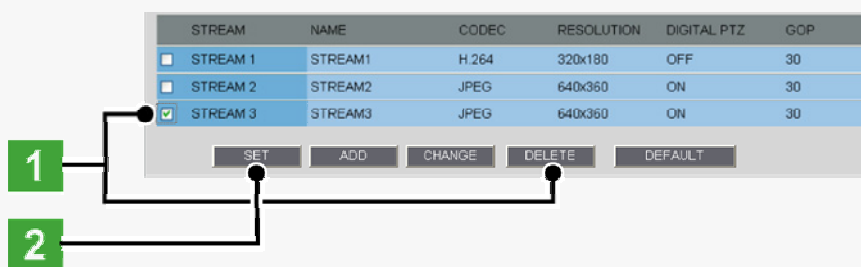 STREAM NAME CODEC RESOLUTION DIGITAL PTZ GOP
STREAM 1 STREAM1 H.264 320x180 OFF 30
STREAM 2 STREAM2 JPEG 640x360 ON 30
STREAM 3 STREAM3 JPEG 640x360 ON 30
SET ADD CHANGE DELETE DEFAULT
1
2